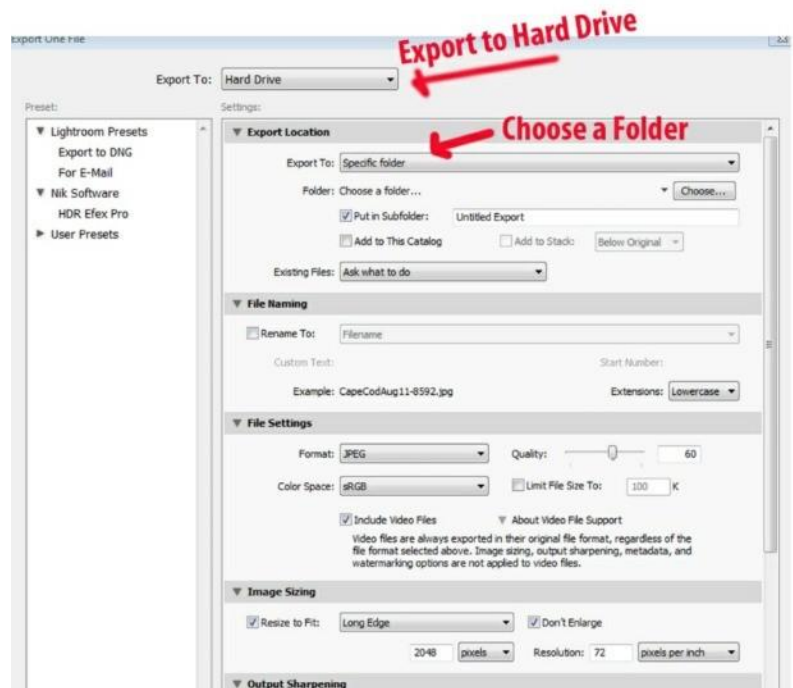 Export to Hard Drive
Export One File
Export To: Hard Drive
Preset: Settings:
Lightroom Presets
Export to DNG
For E-Mail
Nik Software
HDR Efex Pro
User Presets
Export Location
Choose a Folder
Export To: Specific folder
Folder: Choose a folder... Choose...
Put in Subfolder: Untitled Export
Add to This Catalog Add to Stack: Below Original
Existing Files: Ask what to do
File Naming
Rename To: Filename
Custom Text: Start Number:
Example: CapeCodAug11-8592.jpg Extensions: Lowercase
File Settings
Format: JPEG Quality: 60
Color Space: sRGB Limit File Size To: 100 K
Include Video Files About Video File Support
Video files are always exported in their original file format, regardless of the
file format selected above. Image sizing, output sharpening, metadata, and
watermarking options are not applied to video files.
Image Sizing
Resize to Fit: Long Edge Don't Enlarge
2048 pixels Resolution: 72 pixels per inch
Output Sharpening